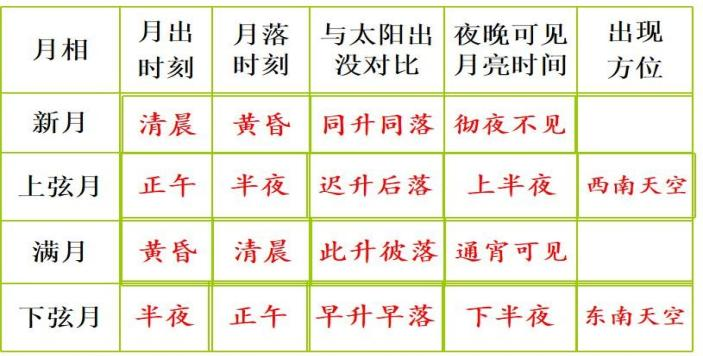 月相 月出时刻 月落时刻 与太阳出没对比 夜晚可见月亮时间 出现方位
新月 清晨 黄昏 同升同落 彻夜不见
上弦月 正午 半夜 迟升后落 上半夜 西南天空
满月 黄昏 清晨 此升彼落 通宵可见
下弦月 半夜 正午 早升早落 下半夜 东南天空